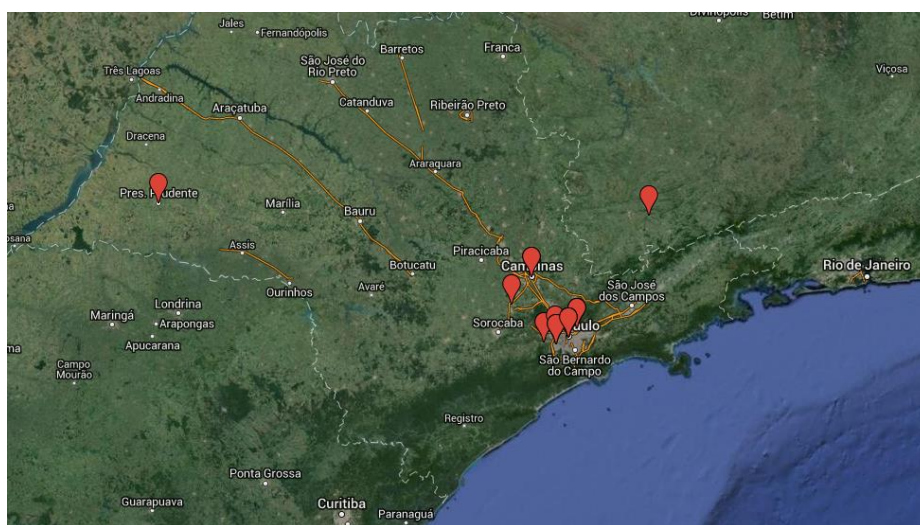 Divinópolis
Betim
Jales
Fernandópolis
Barretos
Franca
São José do
Rio Preto
Viçosa
Três Lagoas
Andradina
Araçatuba
Catanduva
Ribeirão Preto
Dracena
Araraquara
Pres. Prudente
Marília
Bauru
Assis
Piracicaba
Campinas
Rio de Janeiro
Botucatu
Ourinhos
Avaré
São José
dos Campos
Londrina
Maringá
Arapongas
Sorocaba
Apucarana
São Bernardo
do Campo
Campo
Mourão
Registro
Ponta Grossa
Guarapuava
Curitiba
Paranaguá